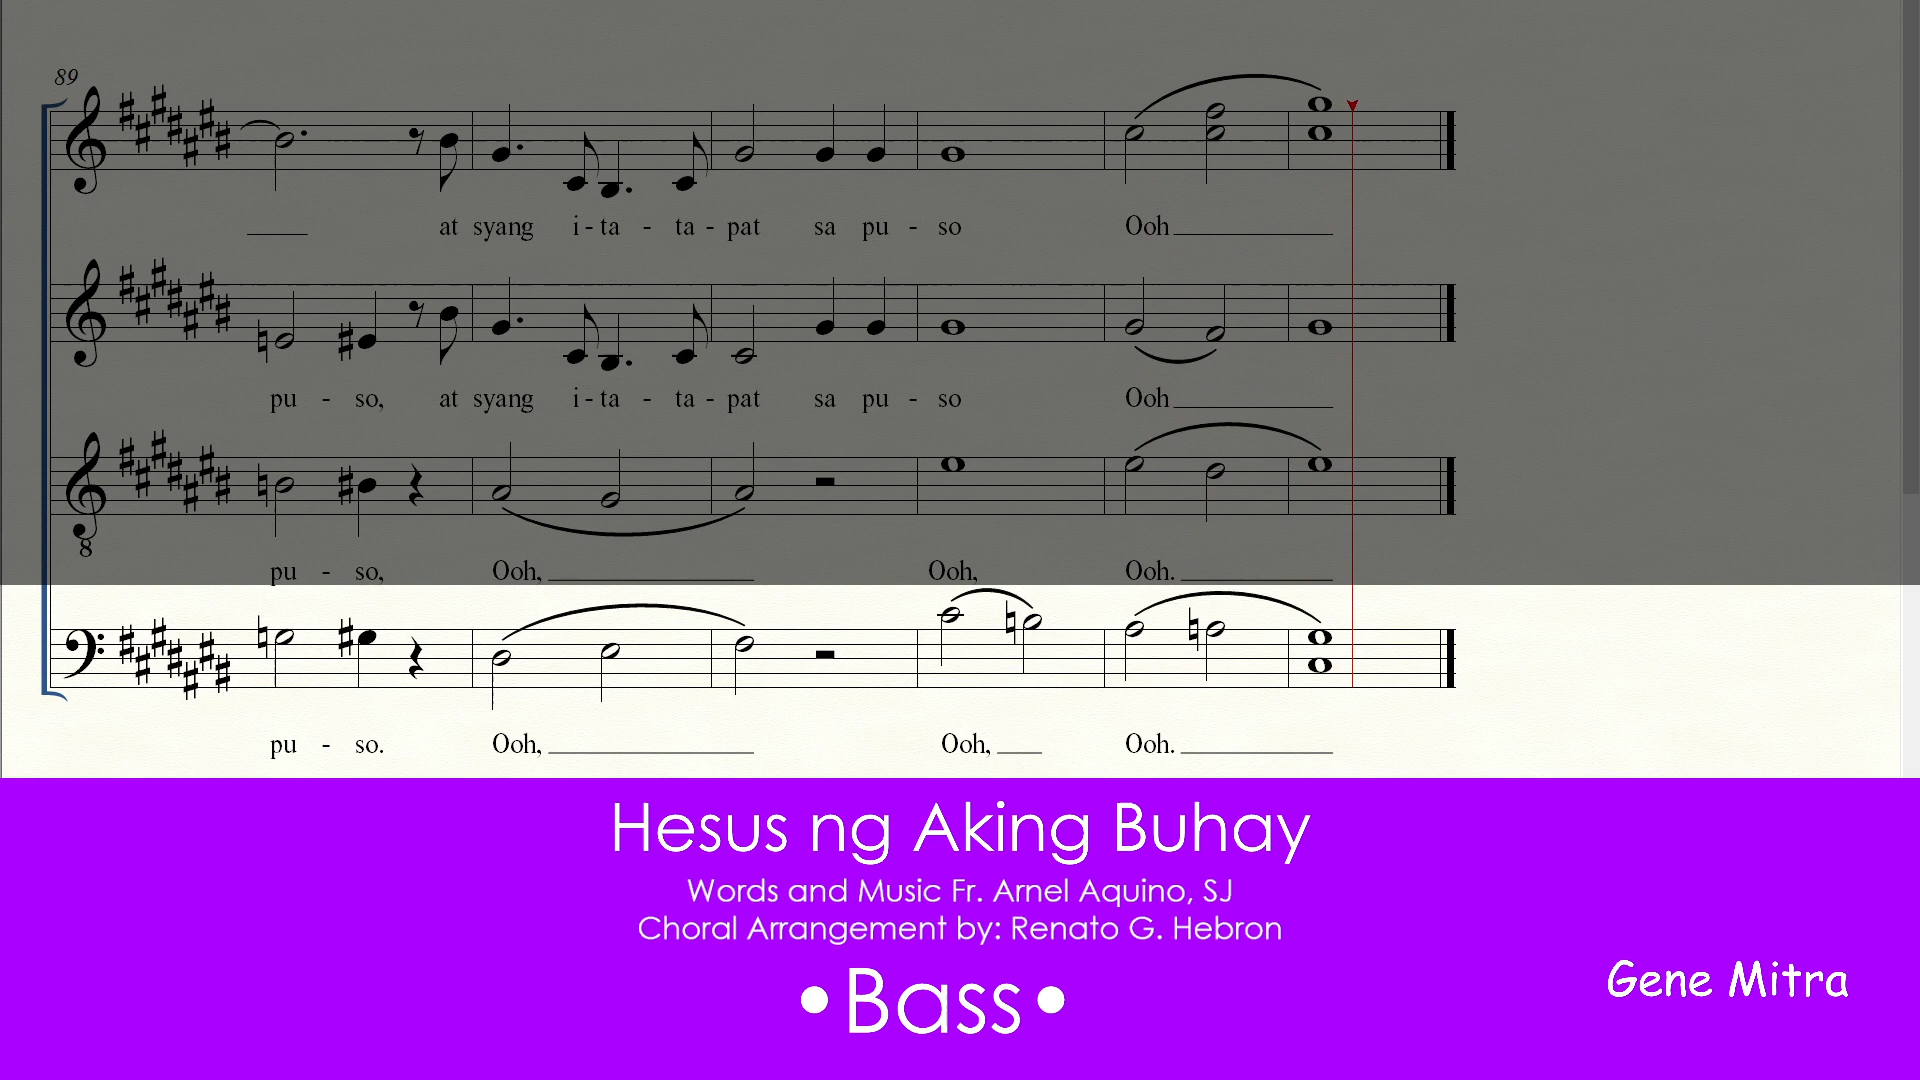 89
at syang i - ta - ta - pat sa pu - so Ooh
pu - so, at syang i - ta - ta - pat sa pu - so Ooh
8
pu - so, Ooh, Ooh, Ooh.
pu - so. Ooh, Ooh, Ooh.
Hesus ng Aking Buhay
Words and Music Fr. Arnel Aquino, SJ
Choral Arrangement by: Renato G. Hebron
•Bass•
Gene Mitra